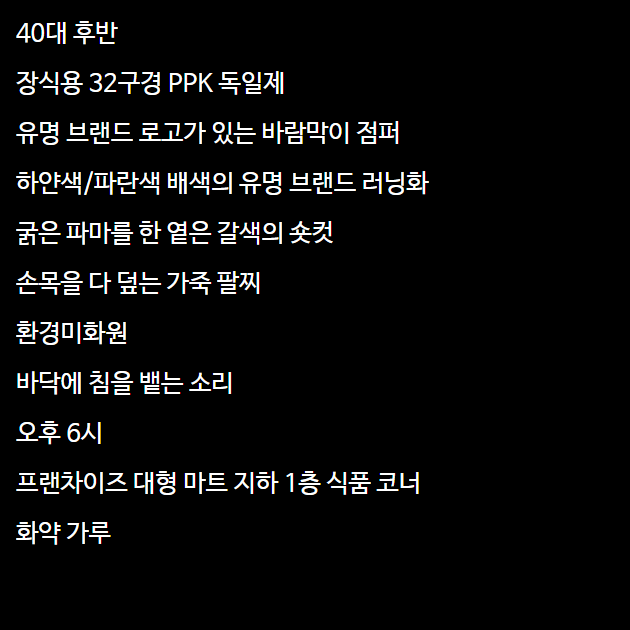 40대 후반
장식용 32구경 PPK 독일제
유명 브랜드 로고가 있는 바람막이 점퍼
하얀색/파란색 배색의 유명 브랜드 러닝화
굵은 파마를 한 옅은 갈색의 숏컷
손목을 다 덮는 가죽 팔찌
환경미화원
바닥에 침을 뱉는 소리
오후 6시
프랜차이즈 대형 마트 지하 1층 식품 코너
화약 가루